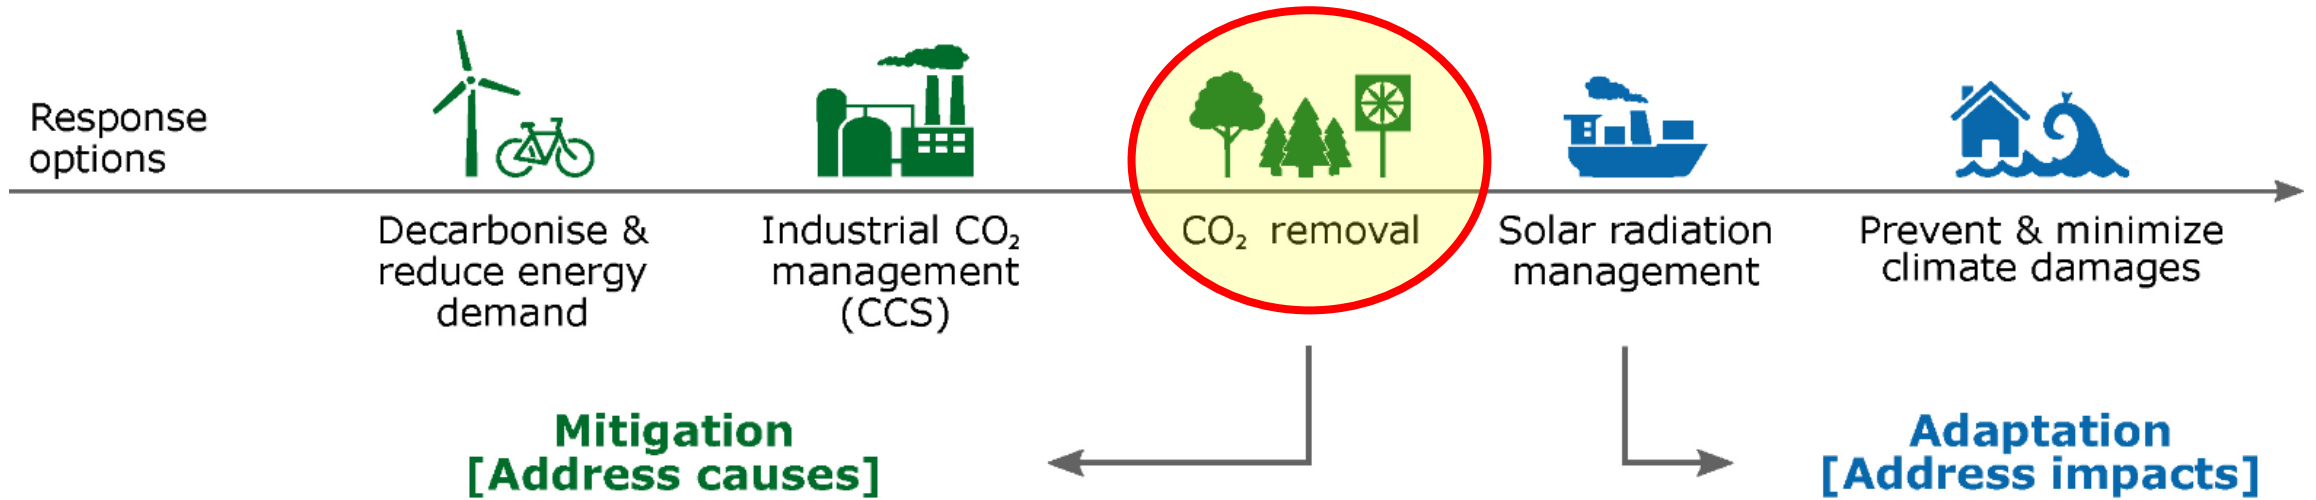 Response
options
Decarbonise &
reduce energy
demand
Industrial CO₂
management
(CCS)
CO₂ removal
Solar radiation
management
Prevent & minimize
climate damages
Mitigation
[Address causes]
Adaptation
[Address impacts]